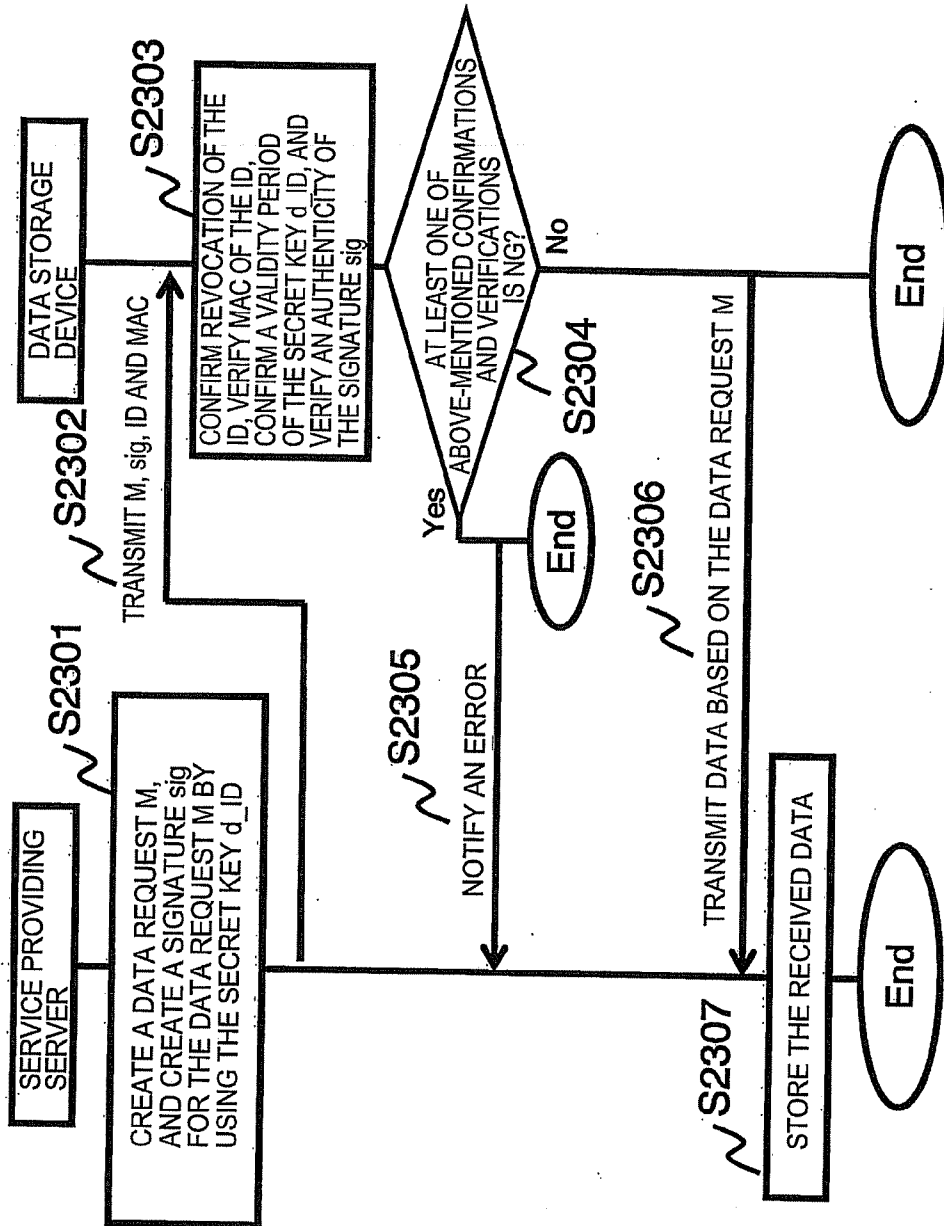 SERVICE PROVIDING
SERVER
S2301
CREATE A DATA REQUEST M,
AND CREATE A SIGNATURE sig
FOR THE DATA REQUEST M BY
USING THE SECRET KEY d_ID
S2302
TRANSMIT M, sig, ID AND MAC
DATA STORAGE
DEVICE
S2303
CONFIRM REVOCATION OF THE
ID, VERIFY MAC OF THE ID,
CONFIRM A VALIDITY PERIOD
OF THE SECRET KEY d_ID, AND
VERIFY AN AUTHENTICITY OF
THE SIGNATURE sig
AT LEAST ONE OF
ABOVE-MENTIONED CONFIRMATIONS
AND VERIFICATIONS
IS NG?
S2304
Yes
No
End
S2305
NOTIFY AN ERROR
S2306
TRANSMIT DATA BASED ON THE DATA REQUEST M
S2307
STORE THE RECEIVED DATA
End
End